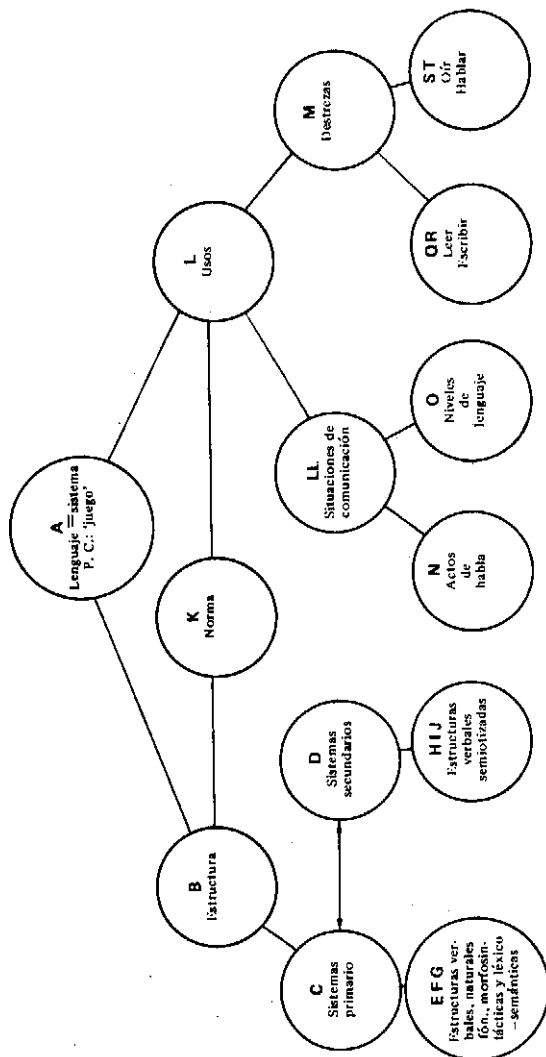 A
Lenguaje = sistema
P. C.: 'juego'
B
Estructura
K
Norma
L
Usos
C
Sistemas
primario
D
Sistemas
secundarios
LL
Situaciones de
comunicación
M
Destrezas
E F G
Estructuras ver-
bales, naturales
fón., morfosin-
tácticas y léxico
–semánticas
H I J
Estructuras
verbales
semiotizadas
N
Actos
de
habla
O
Niveles
de
lenguaje
QR
Leer
Escribir
ST
Oír
Hablar